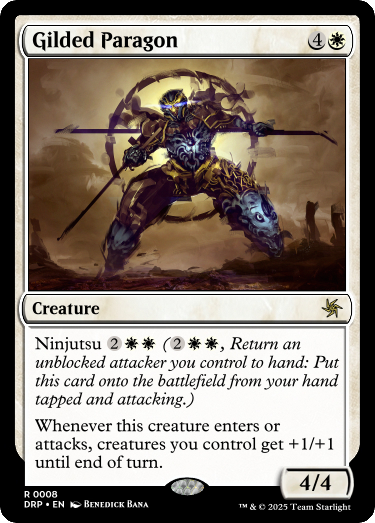 Gilded Paragon 4
Creature
Ninjutsu 2 (2, Return an
unblocked attacker you control to hand: Put
this card onto the battlefield from your hand
tapped and attacking.)
Whenever this creature enters or
attacks, creatures you control get +1/+1
until end of turn.
4/4
R 0008
DRP • EN Benedick Bana
™ & © 2025 Team Starlight